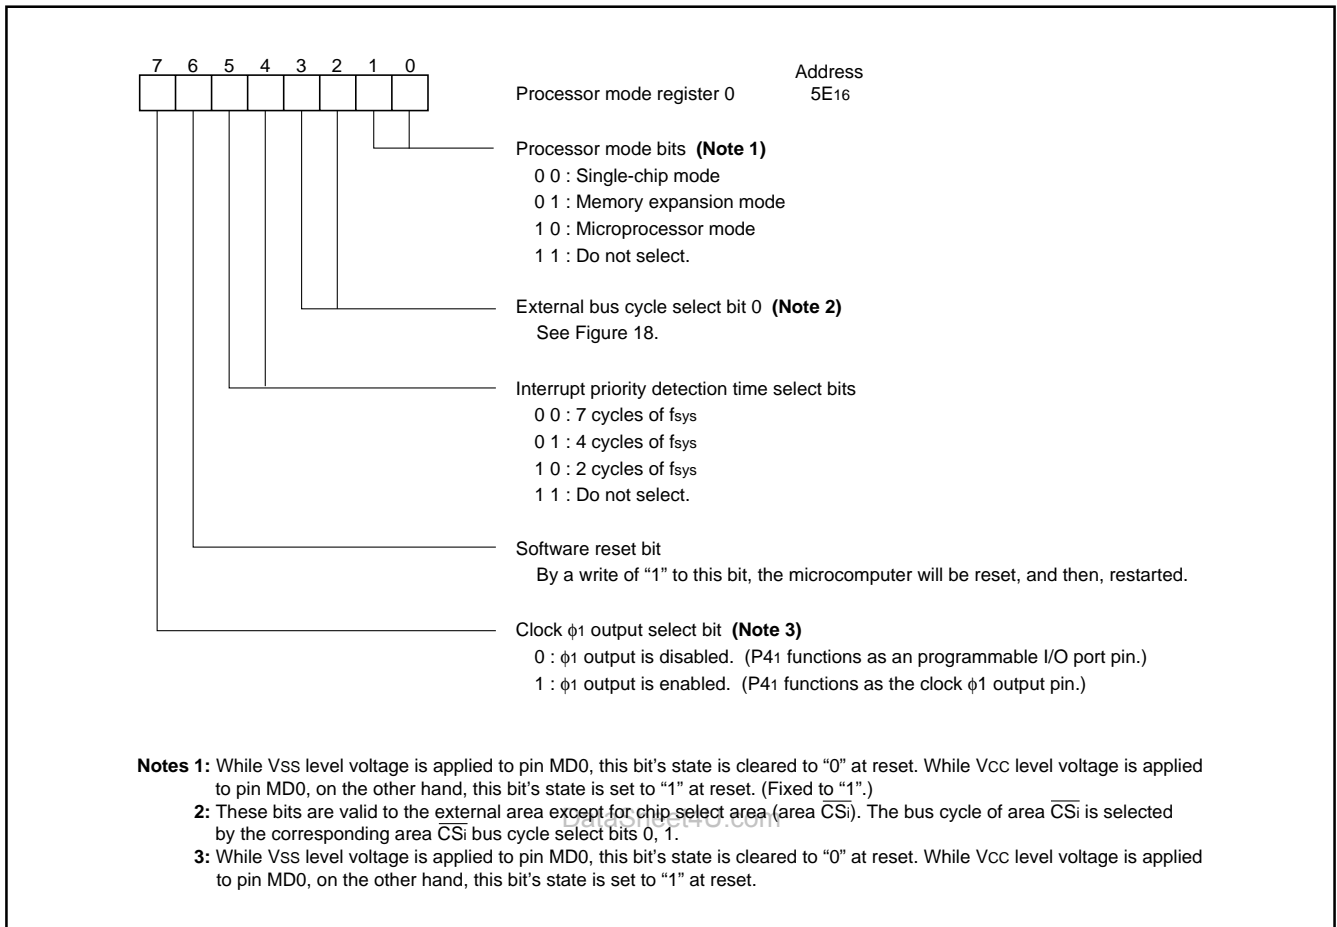 7 6 5 4 3 2 1 0
Address
Processor mode register 0 5E16
Processor mode bits (Note 1)
0 0 : Single-chip mode
0 1 : Memory expansion mode
1 0 : Microprocessor mode
1 1 : Do not select.
External bus cycle select bit 0 (Note 2)
See Figure 18.
Interrupt priority detection time select bits
0 0 : 7 cycles of fsys
0 1 : 4 cycles of fsys
1 0 : 2 cycles of fsys
1 1 : Do not select.
Software reset bit
By a write of “1” to this bit, the microcomputer will be reset, and then, restarted.
Clock φ1 output select bit (Note 3)
0 : φ1 output is disabled. (P41 functions as an programmable I/O port pin.)
1 : φ1 output is enabled. (P41 functions as the clock φ1 output pin.)
Notes 1: While VSS level voltage is applied to pin MD0, this bit’s state is cleared to “0” at reset. While VCC level voltage is applied
to pin MD0, on the other hand, this bit’s state is set to “1” at reset. (Fixed to “1”.)
2: These bits are valid to the external area except for chip select area (area C̅S̅i). The bus cycle of area C̅S̅i is selected
DataSheet4U.com
by the corresponding area C̅S̅i bus cycle select bits 0, 1.
3: While VSS level voltage is applied to pin MD0, this bit’s state is cleared to “0” at reset. While VCC level voltage is applied
to pin MD0, on the other hand, this bit’s state is set to “1” at reset.